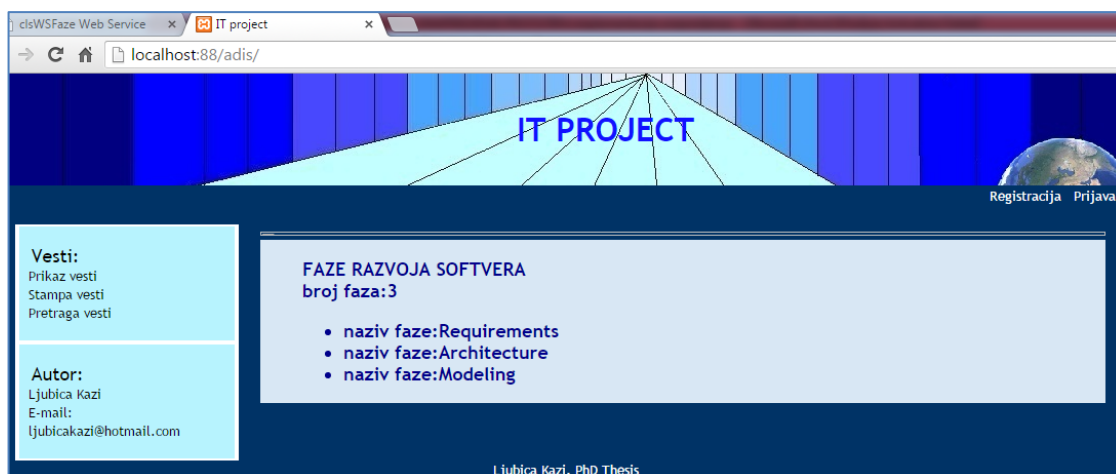 clsWSFaze Web Service
IT project
localhost:88/adis/
IT PROJECT
Registracija Prijava
Vesti:
Prikaz vesti
Stampa vesti
Pretraga vesti
Autor:
Ljubica Kazi
E-mail:
ljubicakazi@hotmail.com
FAZE RAZVOJA SOFTVERA
broj faza:3
naziv faze:Requirements
naziv faze:Architecture
naziv faze:Modeling
Ljubica Kazi, PhD Thesis